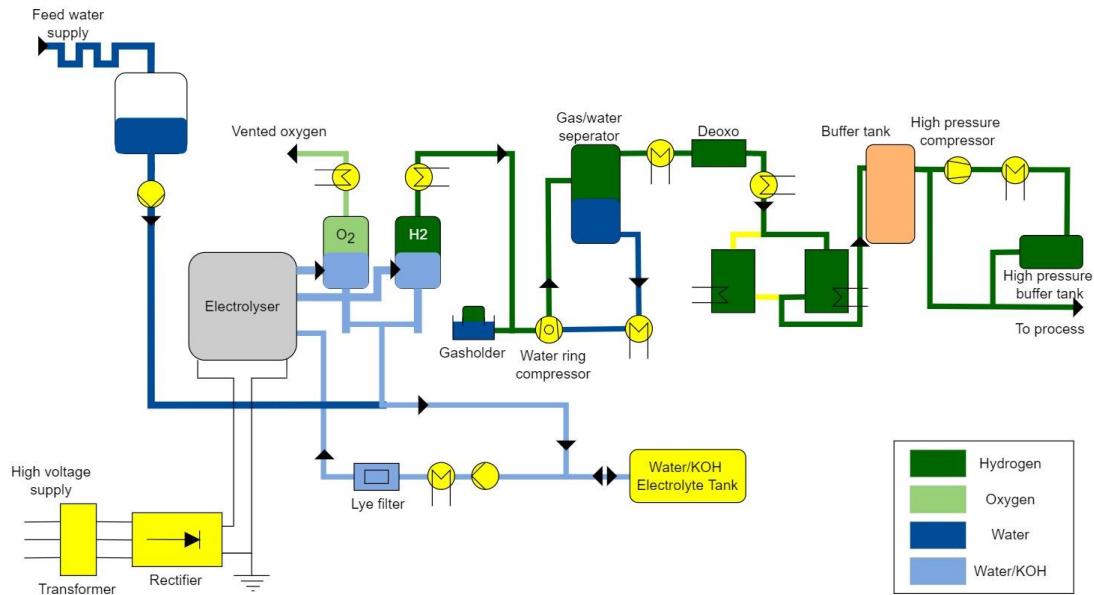 Feed water
supply
Vented oxygen
O2
H2
Electrolyser
Gasholder
Gas/water
seperator
Water ring
compressor
Deoxo
Buffer tank
High pressure
compressor
High pressure
buffer tank
To process
Lye filter
Water/KOH
Electrolyte Tank
High voltage
supply
Transformer
Rectifier
Hydrogen
Oxygen
Water
Water/KOH